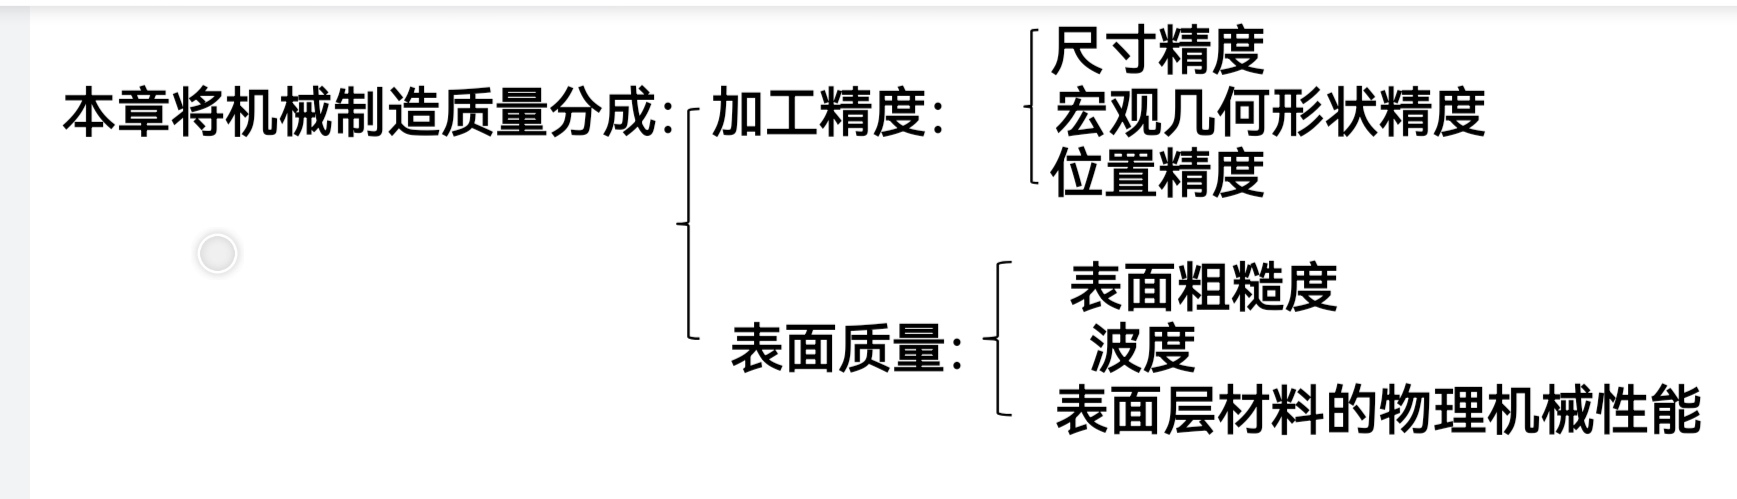 尺寸精度
本章将机械制造质量分成：加工精度：
宏观几何形状精度
位置精度
表面粗糙度
表面质量：
波度
表面层材料的物理机械性能